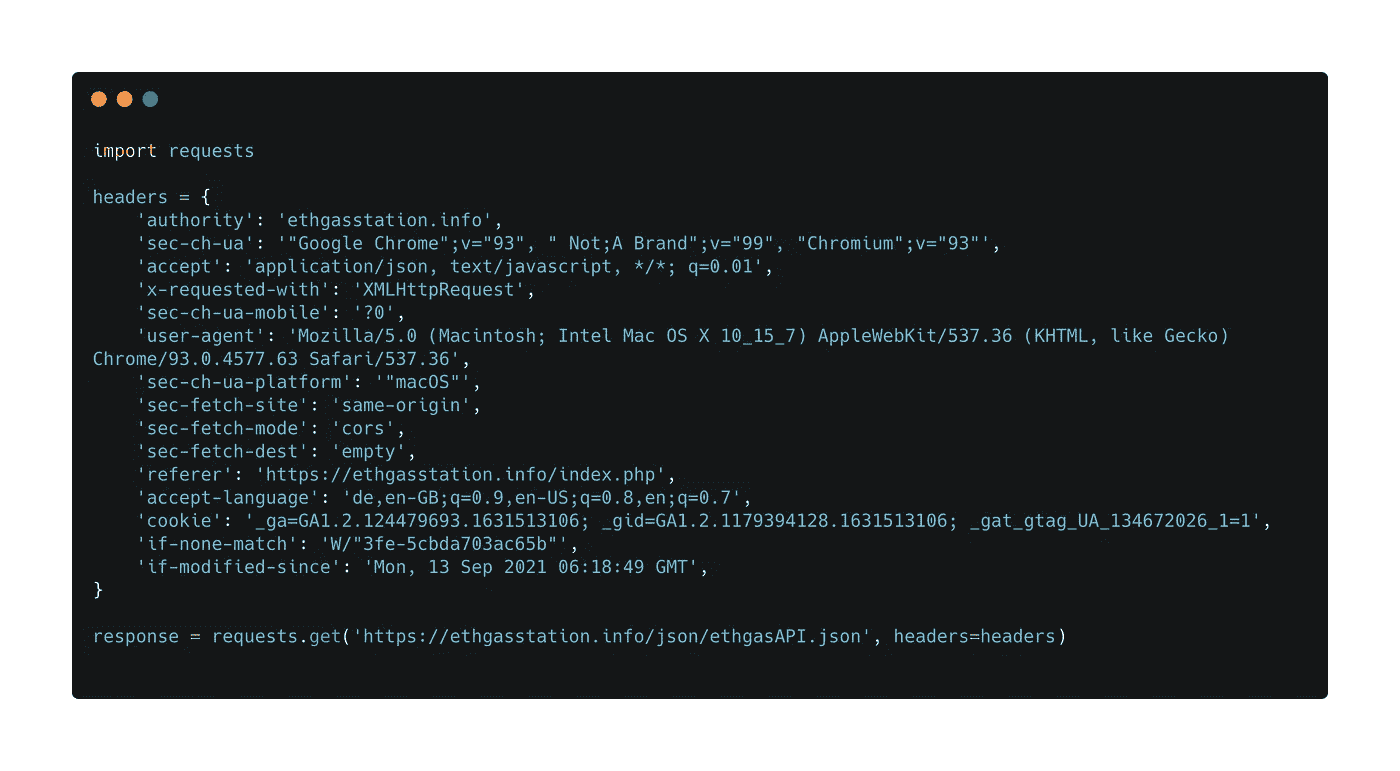 import requests
headers = {
    'authority': 'ethgasstation.info',
    'sec-ch-ua': '"Google Chrome";v="93", " Not;A Brand";v="99", "Chromium";v="93"',
    'accept': 'application/json, text/javascript, */*; q=0.01',
    'x-requested-with': 'XMLHttpRequest',
    'sec-ch-ua-mobile': '?0',
    'user-agent': 'Mozilla/5.0 (Macintosh; Intel Mac OS X 10_15_7) AppleWebKit/537.36 (KHTML, like Gecko)
Chrome/93.0.4577.63 Safari/537.36',
    'sec-ch-ua-platform': '"macOS"',
    'sec-fetch-site': 'same-origin',
    'sec-fetch-mode': 'cors',
    'sec-fetch-dest': 'empty',
    'referer': 'https://ethgasstation.info/index.php',
    'accept-language': 'de,en-GB;q=0.9,en-US;q=0.8,en;q=0.7',
    'cookie': '_ga=GA1.2.124479693.1631513106; _gid=GA1.2.1179394128.1631513106; _gat_gtag_UA_134672026_1=1',
    'if-none-match': 'W/"3fe-5cbda703ac65b"',
    'if-modified-since': 'Mon, 13 Sep 2021 06:18:49 GMT',
}
response = requests.get('https://ethgasstation.info/json/ethgasAPI.json', headers=headers)